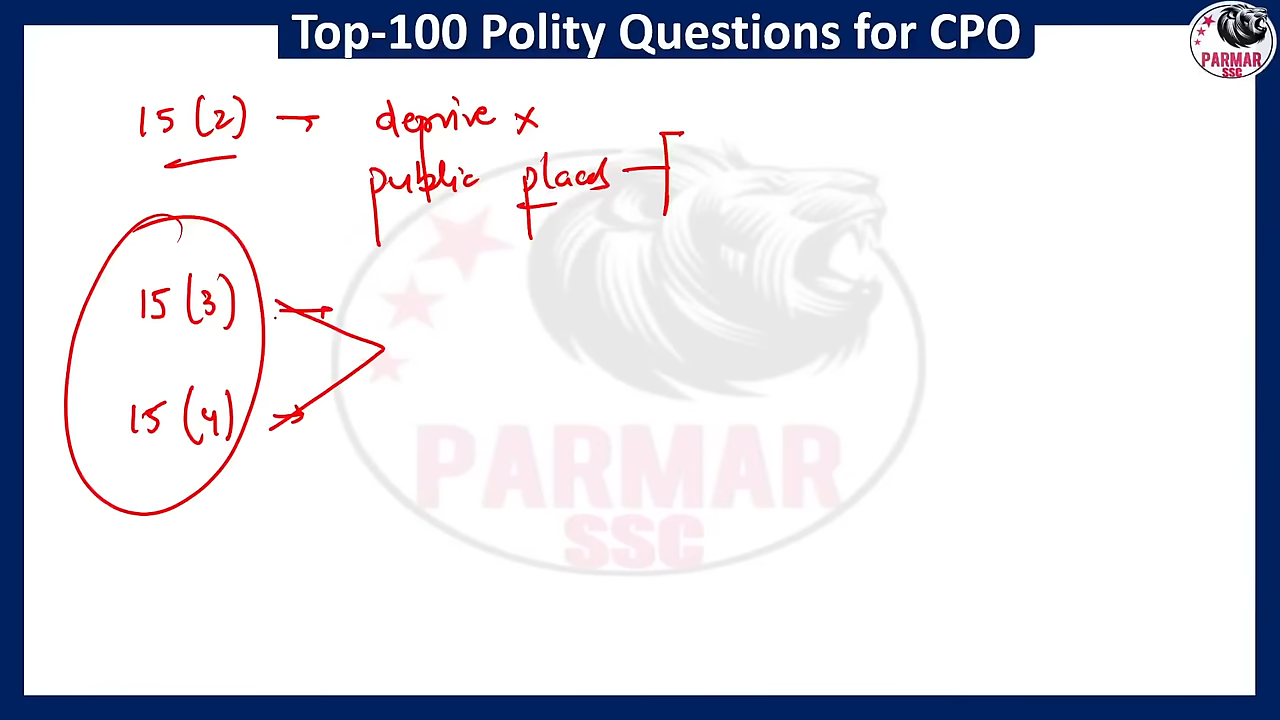 Top-100 Polity Questions for CPO
PARMAR
SSC
15 (2) → deprive ×
public places
15 (3)
15 (4)
PARMAR
SSC